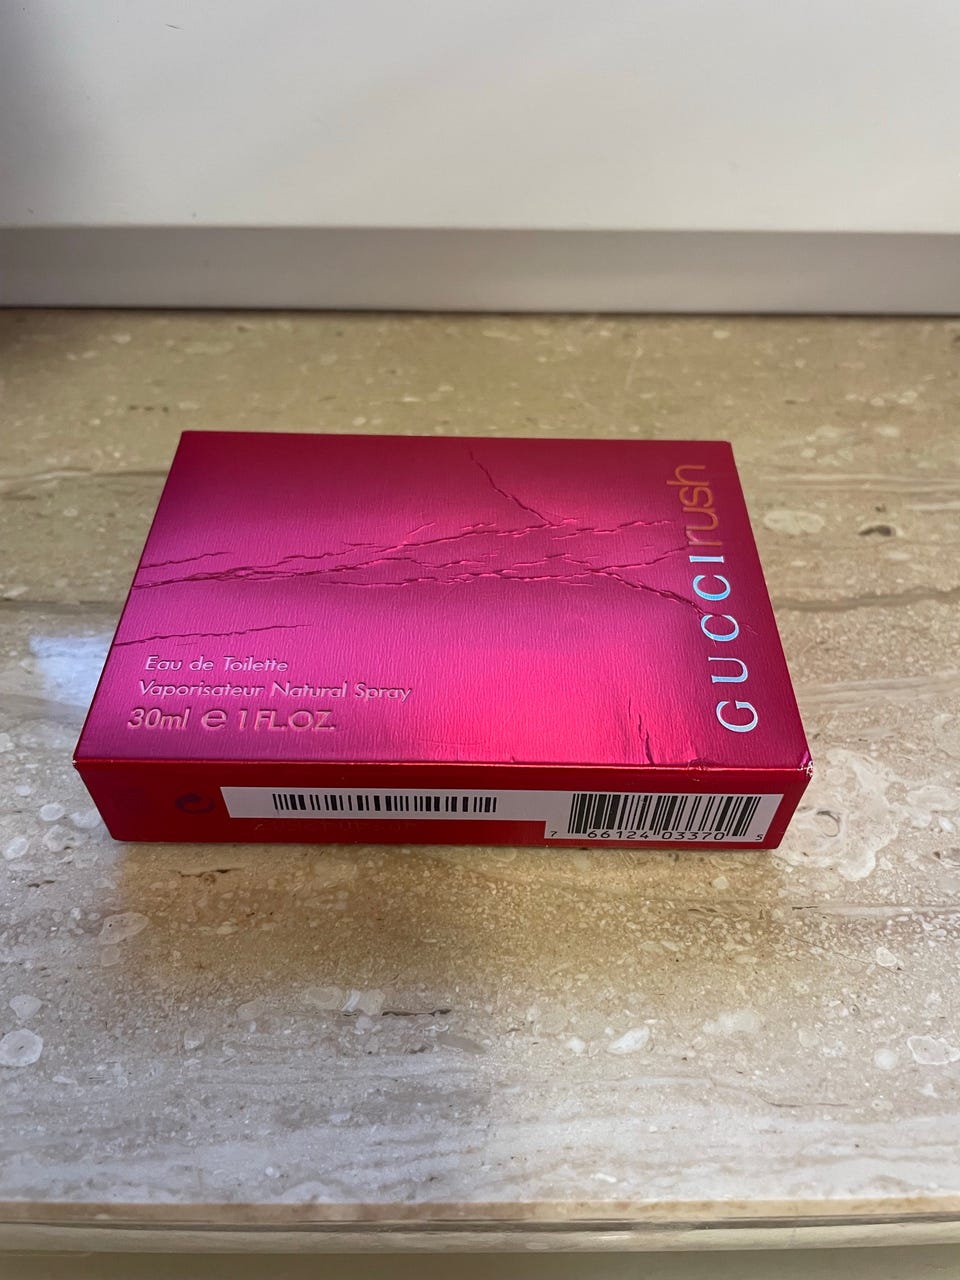 GUCCI rush
Eau de Toilette
Vaporisateur Natural Spray
30ml e 1 FL.OZ.
7 66124 03370 5